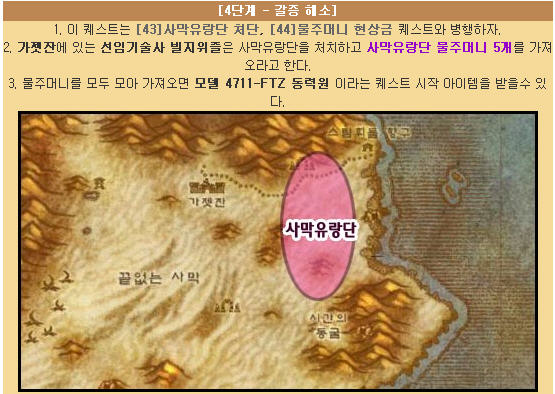 [4단계 - 갈증 해소]
1. 이 퀘스트는 [43]사막유랑단 처단, [44]물주머니 현상금 퀘스트와 병행하자.
2. 가젯잔에 있는 선임기술사 빌지위즐은 사막유랑단을 처치하고 사막유랑단 물주머니 5개를 가져
오라고 한다.
3. 물주머니를 모두 모아 가져오면 모델 4711-FTZ 동력원 이라는 퀘스트 시작 아이템을 받을수 있
다.
스팀휘들 항구
가젯잔
사막유랑단
끝없는 사막
시간의
동굴